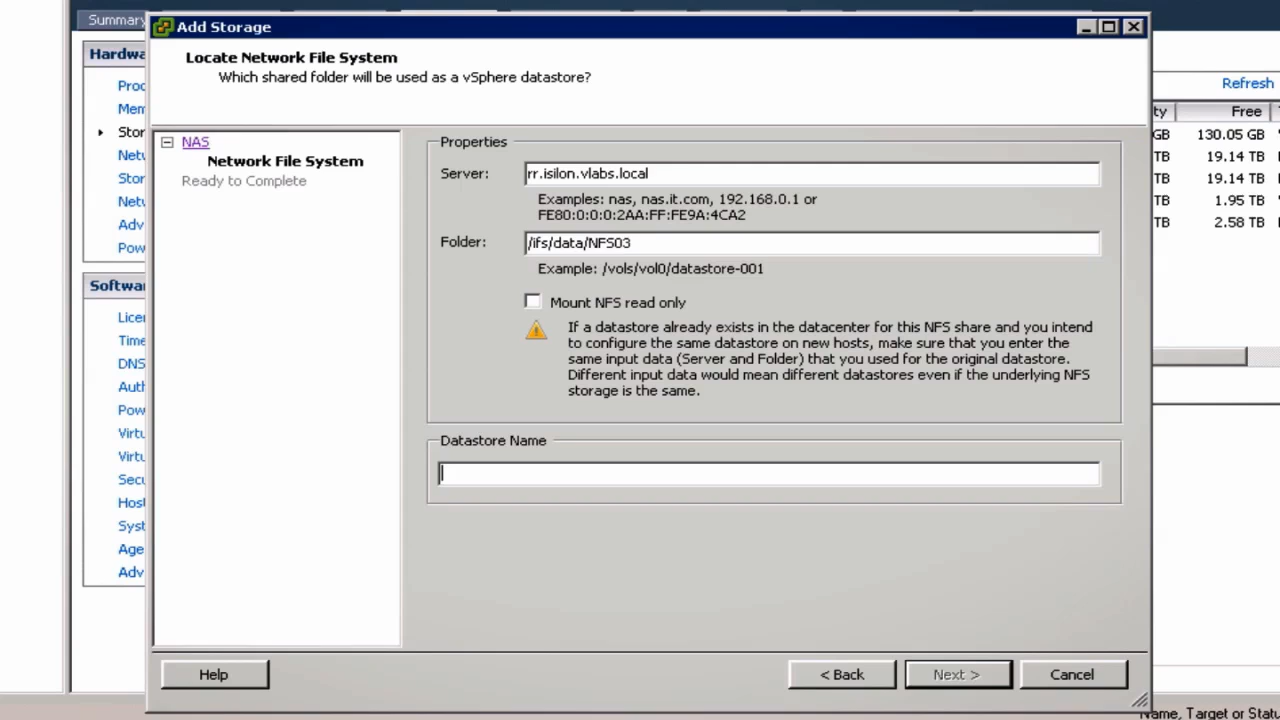 Summary
Add Storage
Locate Network File System
Which shared folder will be used as a vSphere datastore?
Hardwa
Proc
Mem
Stor
Netv
Stor
Netv
Adv
Pow
Softwar
Licer
Time
DNS
Auth
Pow
Virtu
Virtu
Secu
Host
Syst
Age
Adv
NAS
Network File System
Ready to Complete
Properties
Server:
rr.isilon.vlabs.local
Examples: nas, nas.it.com, 192.168.0.1 or
FE80:0:0:0:2AA:FF:FE9A:4CA2
Folder:
/ifs/data/NFS03
Example: /vols/vol0/datastore-001
Mount NFS read only
If a datastore already exists in the datacenter for this NFS share and you intend
to configure the same datastore on new hosts, make sure that you enter the
same input data (Server and Folder) that you used for the original datastore.
Different input data would mean different datastores even if the underlying NFS
storage is the same.
Datastore Name
Help
< Back
Next >
Cancel
Refresh
ty Free
GB 130.05 GB
TB 19.14 TB
TB 19.14 TB
TB 1.95 TB
TB 2.58 TB
Name, Target or Statu